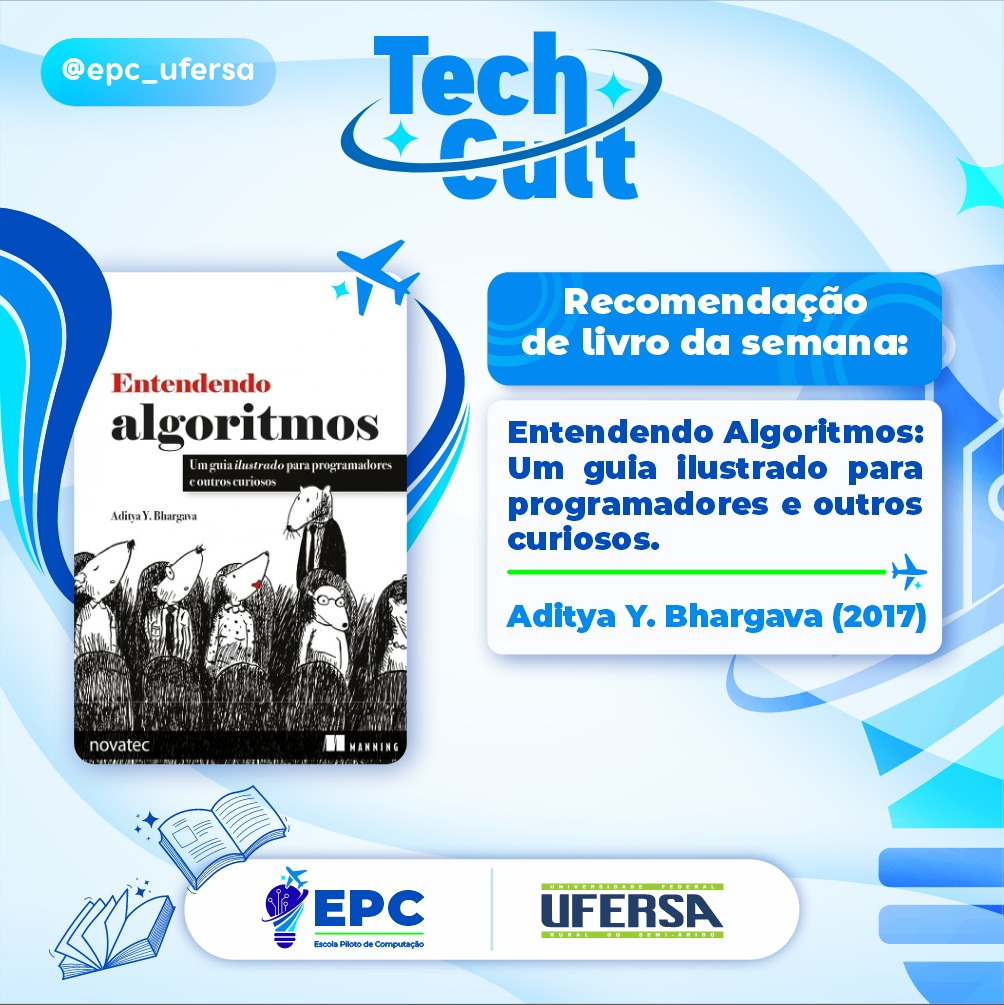 @epc_ufersa
Tech
Cult
Entendendo
algoritmos
Um guia ilustrado para programadores
e outros curiosos
Aditya Y. Bhargava
novatec
MANNING
Recomendação
de livro da semana:
Entendendo Algoritmos:
Um guia ilustrado para
programadores e outros
curiosos.
Aditya Y. Bhargava (2017)
EPC
Escola Piloto de Computação
UNIVERSIDADE FEDERAL
UFERSA
RURAL DO SEMI-ÁRIDO